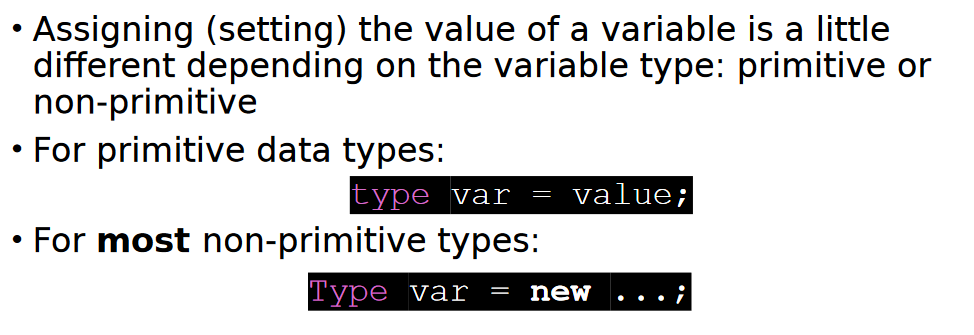 • Assigning (setting) the value of a variable is a little
different depending on the variable type: primitive or
non-primitive
• For primitive data types:
type var = value;
• For most non-primitive types:
Type var = new ...;